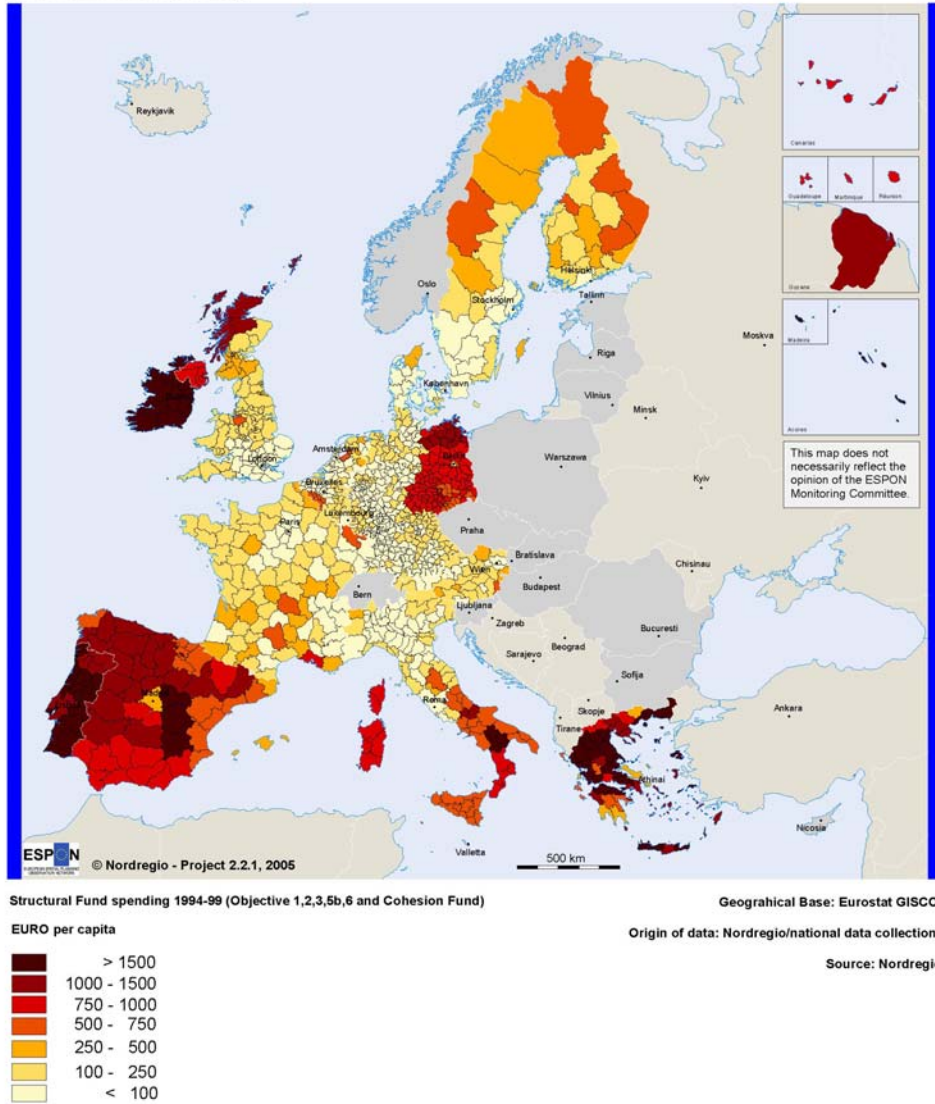 Reykjavik
Canarias
Guadeloupe
Martinique
Réunion
Guyane
Oslo
Helsinki
Stockholm
Tallinn
Moskva
Madeira
Riga
København
Vilnius
Minsk
Acores
Amsterdam
London
Berlin
Warszawa
This map does not
necessarily reflect the
opinion of the ESPON
Monitoring Committee.
Bruxelles
Kyiv
Luxembourg
Paris
Praha
Bratislava
Chisinau
Wien
Budapest
Bern
Ljubljana
Zagreb
Bucuresti
Beograd
Sarajevo
Sofija
Roma
Skopje
Madrid
Tirane
Ankara
Athinai
Nicosia
Valletta
ESPON
© Nordregio - Project 2.2.1, 2005
500 km
Structural Fund spending 1994-99 (Objective 1,2,3,5b,6 and Cohesion Fund)
Geograhical Base: Eurostat GISCO
EURO per capita
Origin of data: Nordregio/national data collection
Source: Nordregio
> 1500
1000 - 1500
750 - 1000
500 - 750
250 - 500
100 - 250
< 100